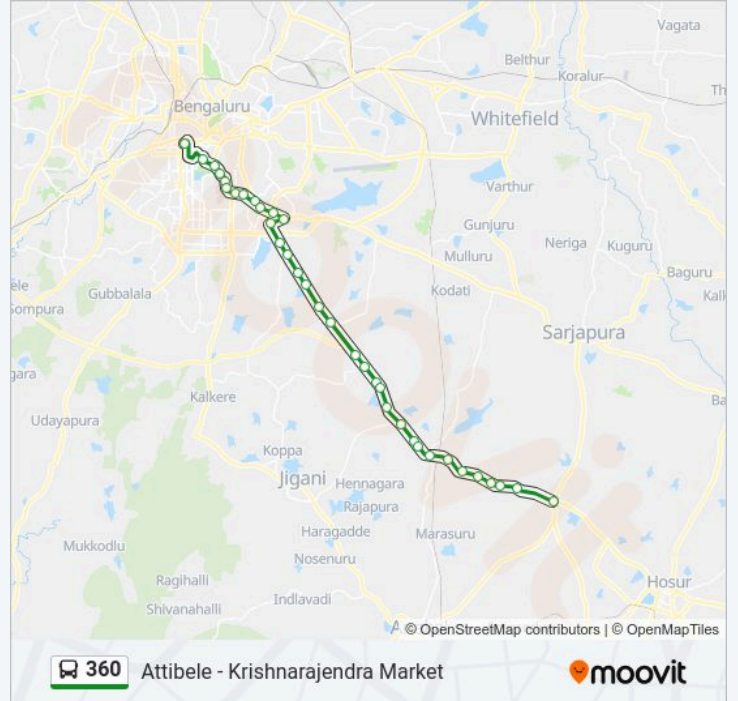 Vagata
Belthur
Koralur
Th
Bengaluru
Whitefield
Varthur
Gunjuru
Neriga
Kuguru
Mulluru
Baguru
ele
Gubbalala
Kodati
Kall
Sompura
Sarjapura
gara
Kalkere
Ba
Udayapura
Koppa
Jigani
Hennagara
Rajapura
Haragadde
Marasuru
Mukkodlu
Nosenuru
Ragihalli
Hosur
Shivanahalli
Indlavadi
A
© OpenStreetMap contributors | © OpenMapTiles
360 Attibele - Krishnarajendra Market
moovit